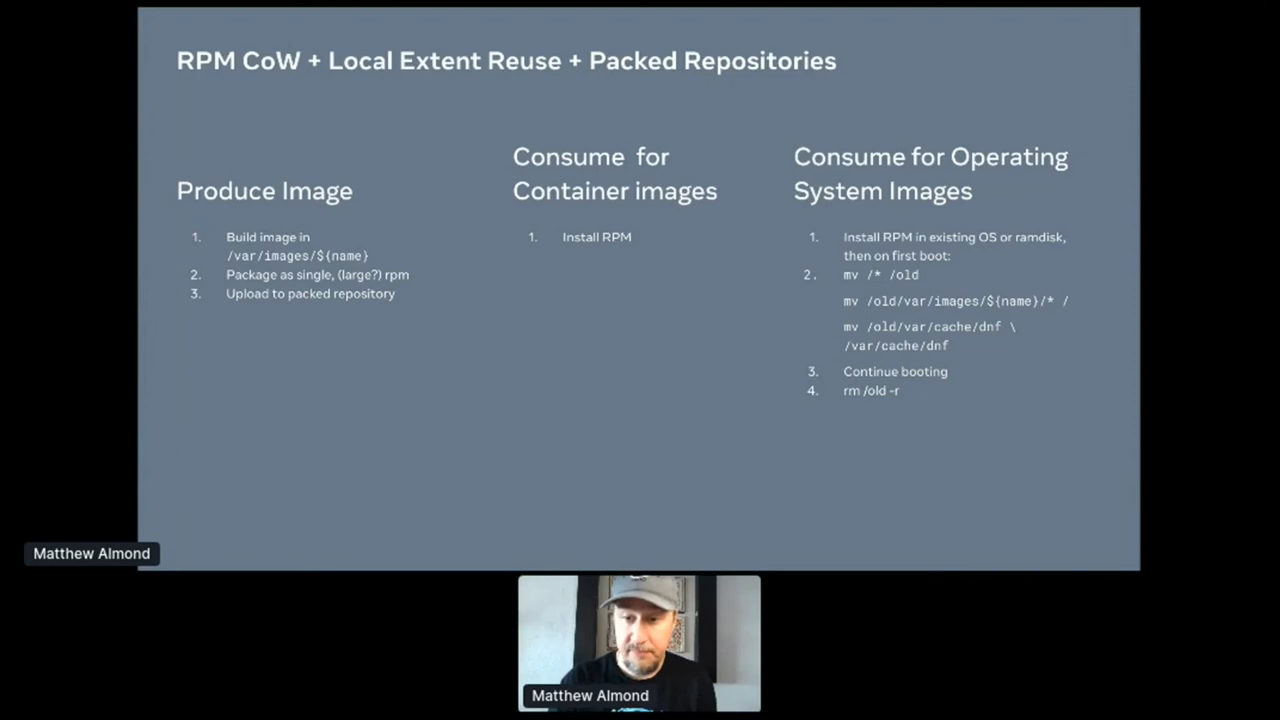 RPM CoW + Local Extent Reuse + Packed Repositories
Produce Image
1. Build image in
/var/images/${name}
2. Package as single, (large?) rpm
3. Upload to packed repository
Consume for
Container images
1. Install RPM
Consume for Operating
System Images
1. Install RPM in existing OS or ramdisk,
then on first boot:
2. mv /* /old
mv /old/var/images/${name}/* /
mv /old/var/cache/dnf \
/var/cache/dnf
3. Continue booting
4. rm /old -r
Matthew Almond
Matthew Almond